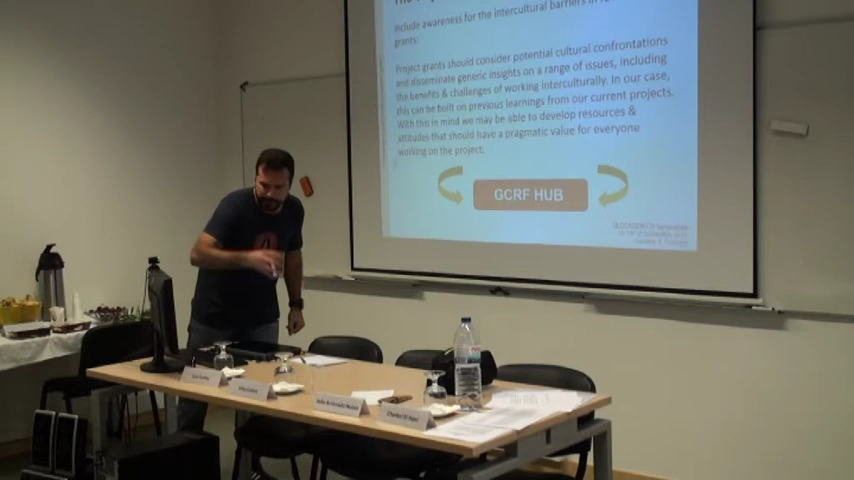 Include awareness for the intercultural barriers in
grants:
Project grants should consider potential cultural confrontations
and disseminate generic insights on a range of issues, including
the benefits & challenges of working interculturally. In our case,
this can be built on previous learnings from our current projects.
With this in mind we may be able to develop resources &
attitudes that should have a pragmatic value for everyone
working on the project.
GCRF HUB